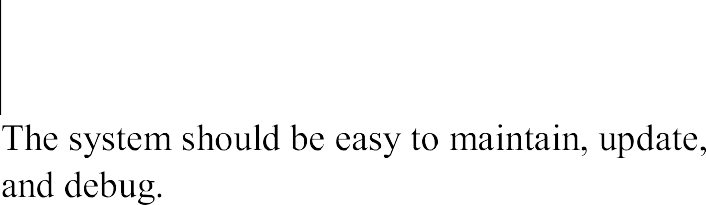 The system should be easy to maintain, update,
and debug.